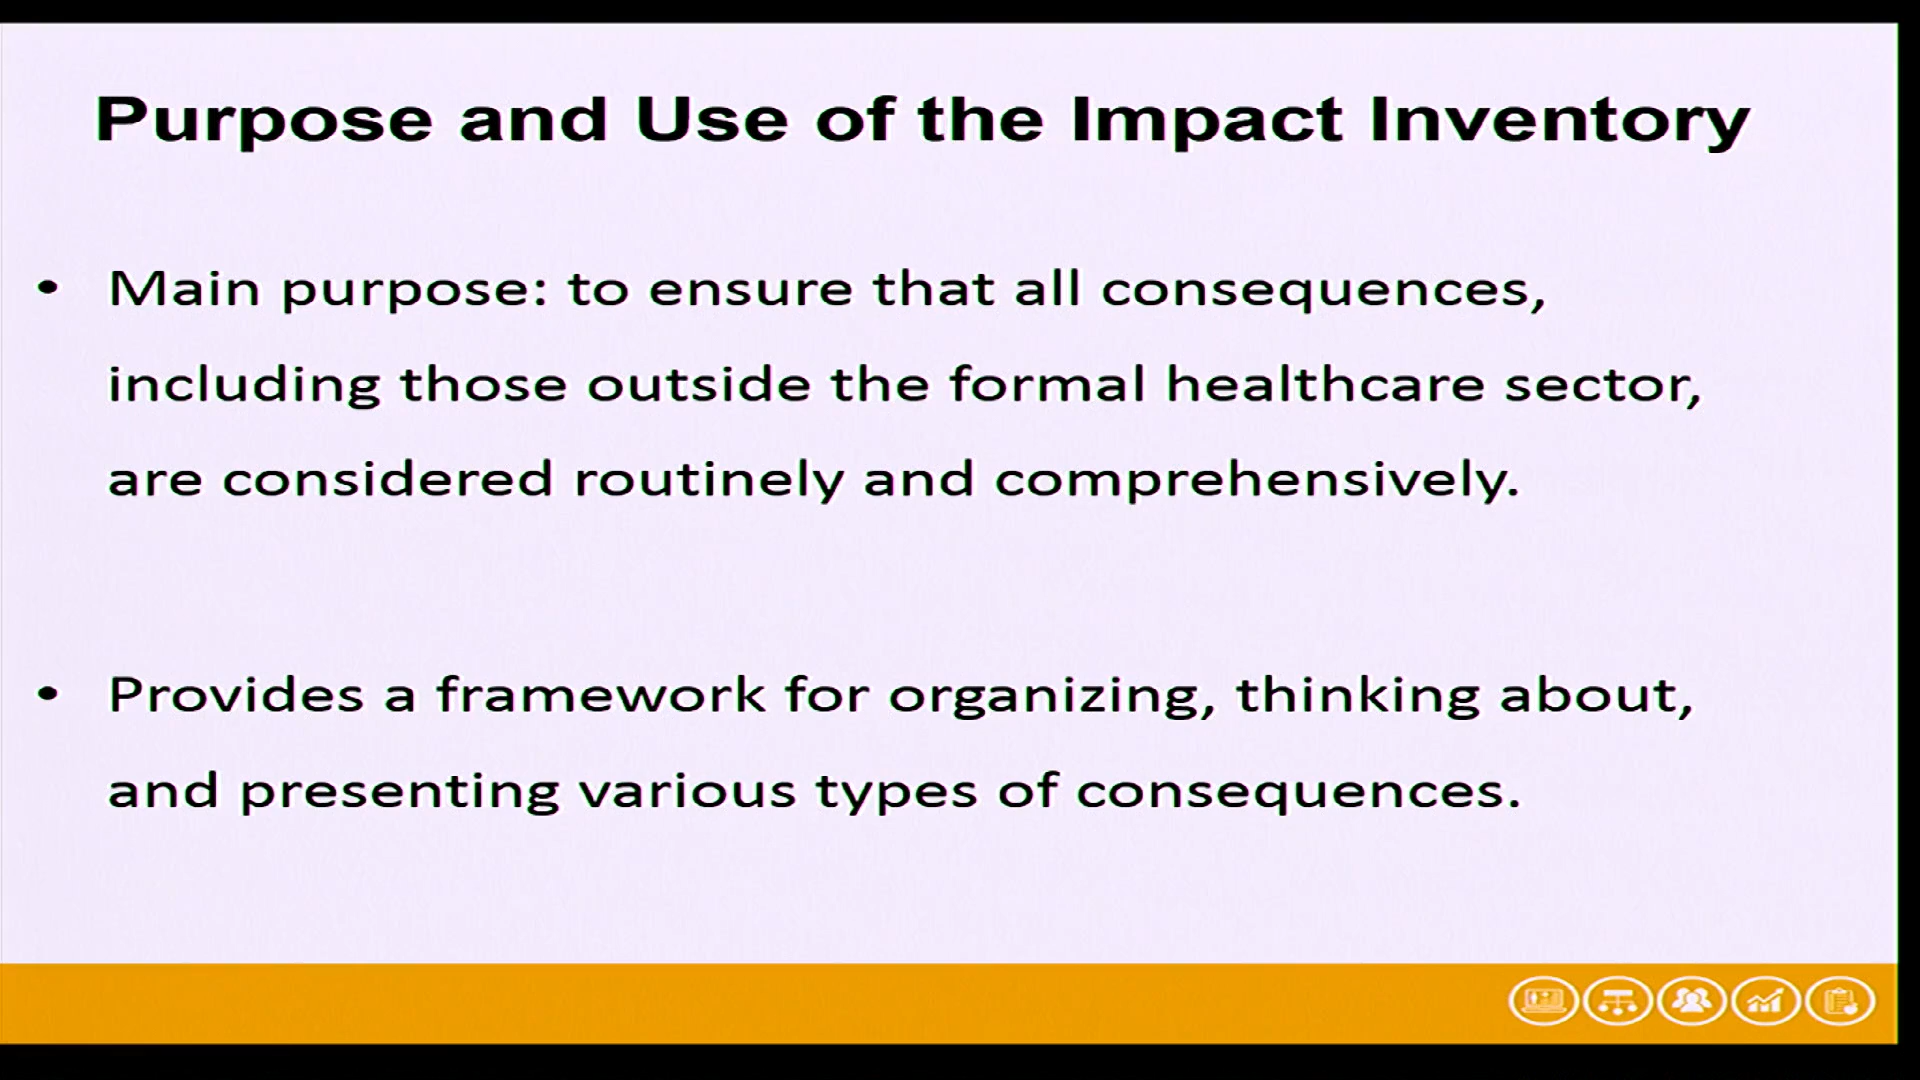 Purpose and Use of the Impact Inventory
• Main purpose: to ensure that all consequences,
including those outside the formal healthcare sector,
are considered routinely and comprehensively.
• Provides a framework for organizing, thinking about,
and presenting various types of consequences.